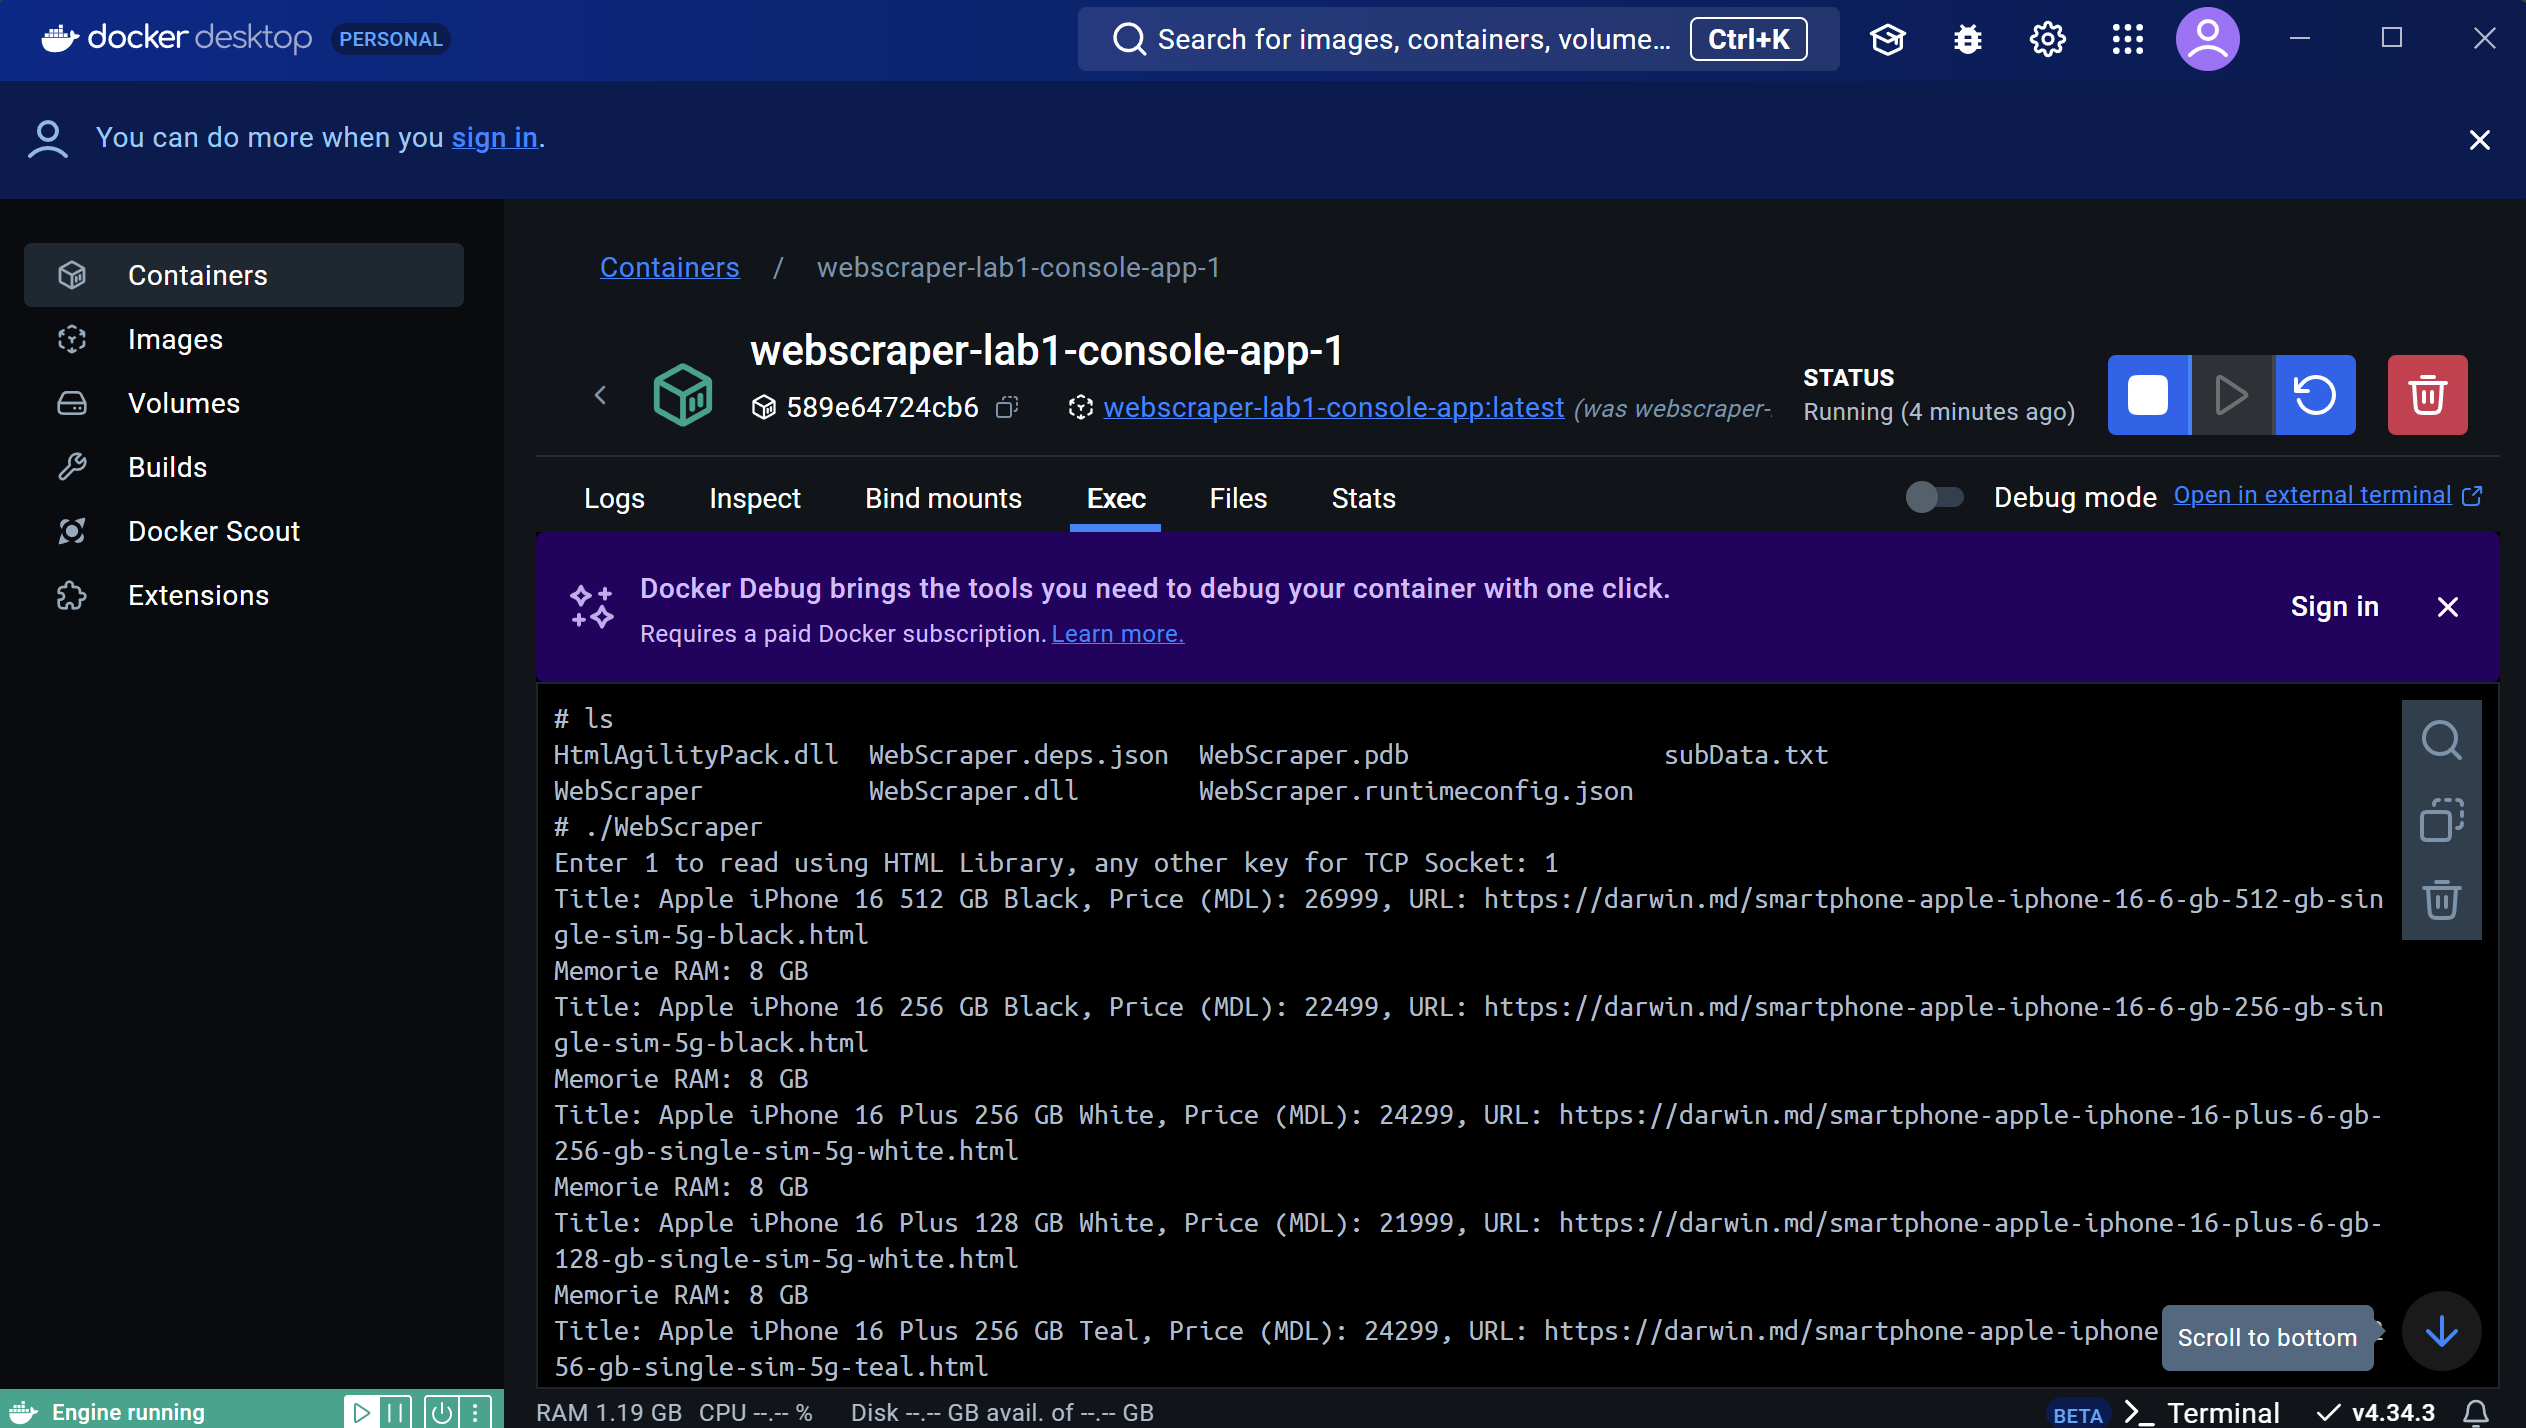 docker desktop PERSONAL
Search for images, containers, volume... Ctrl+K
You can do more when you sign in.
Containers
Images
Volumes
Builds
Docker Scout
Extensions
Containers / webscraper-lab1-console-app-1
webscraper-lab1-console-app-1
589e64724cb6 webscraper-lab1-console-app:latest (was webscraper-
STATUS
Running (4 minutes ago)
Logs Inspect Bind mounts Exec Files Stats
Debug mode Open in external terminal
Docker Debug brings the tools you need to debug your container with one click.
Requires a paid Docker subscription. Learn more.
Sign in
# ls
HtmlAgilityPack.dll WebScraper.deps.json WebScraper.pdb subData.txt
WebScraper WebScraper.dll WebScraper.runtimeconfig.json
# ./WebScraper
Enter 1 to read using HTML Library, any other key for TCP Socket: 1
Title: Apple iPhone 16 512 GB Black, Price (MDL): 26999, URL: https://darwin.md/smartphone-apple-iphone-16-6-gb-512-gb-sin
gle-sim-5g-black.html
Memorie RAM: 8 GB
Title: Apple iPhone 16 256 GB Black, Price (MDL): 22499, URL: https://darwin.md/smartphone-apple-iphone-16-6-gb-256-gb-sin
gle-sim-5g-black.html
Memorie RAM: 8 GB
Title: Apple iPhone 16 Plus 256 GB White, Price (MDL): 24299, URL: https://darwin.md/smartphone-apple-iphone-16-plus-6-gb-
256-gb-single-sim-5g-white.html
Memorie RAM: 8 GB
Title: Apple iPhone 16 Plus 128 GB White, Price (MDL): 21999, URL: https://darwin.md/smartphone-apple-iphone-16-plus-6-gb-
128-gb-single-sim-5g-white.html
Memorie RAM: 8 GB
Title: Apple iPhone 16 Plus 256 GB Teal, Price (MDL): 24299, URL: https://darwin.md/smartphone-apple-iphone
Scroll to bottom
56-gb-single-sim-5g-teal.html
Engine running
RAM 1.19 GB CPU --.-- % Disk --.-- GB avail. of --.-- GB
BETA Terminal v4.34.3